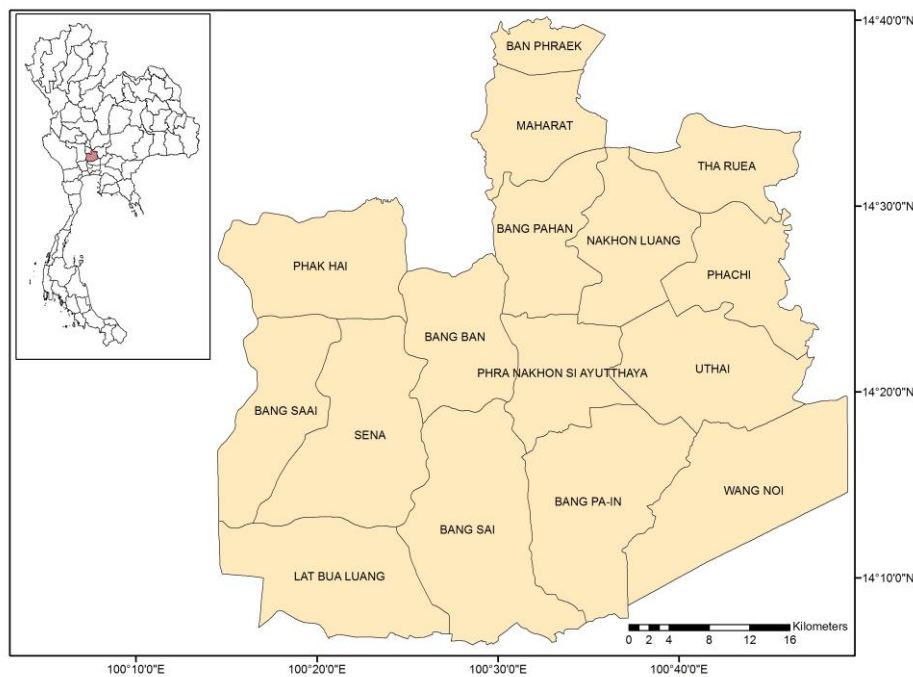 14°40'0"N
BAN PHRAEK
MAHARAT
THA RUEA
14°30'0"N
BANG PAHAN
NAKHON LUANG
PHAK HAI
PHACHI
BANG BAN
PHRA NAKHON SI AYUTTHAYA
UTHAI
14°20'0"N
BANG SAAI
SENA
WANG NOI
BANG PA-IN
BANG SAI
LAT BUA LUANG
14°10'0"N
Kilometers
0 2 4 8 12 16
100°10'0"E 100°20'0"E 100°30'0"E 100°40'0"E